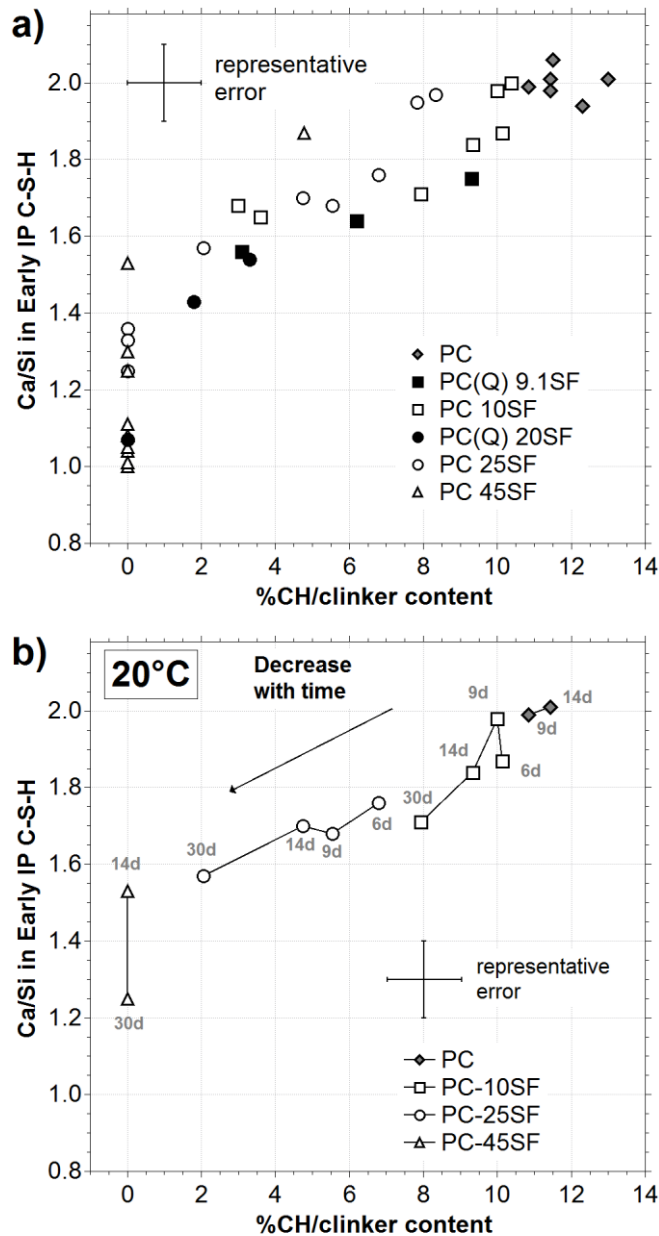 a)
representative
error
Ca/Si in Early IP C-S-H
2.0
1.8
1.6
1.4
1.2
1.0
0.8
PC
PC(Q) 9.1SF
PC 10SF
PC(Q) 20SF
PC 25SF
PC 45SF
0 2 4 6 8 10 12 14
%CH/clinker content
b)
20°C
Decrease
with time
Ca/Si in Early IP C-S-H
2.0
1.8
1.6
1.4
1.2
1.0
0.8
9d
14d
14d
9d
6d
30d
6d
14d
9d
30d
14d
30d
representative
error
PC
PC-10SF
PC-25SF
PC-45SF
0 2 4 6 8 10 12 14
%CH/clinker content